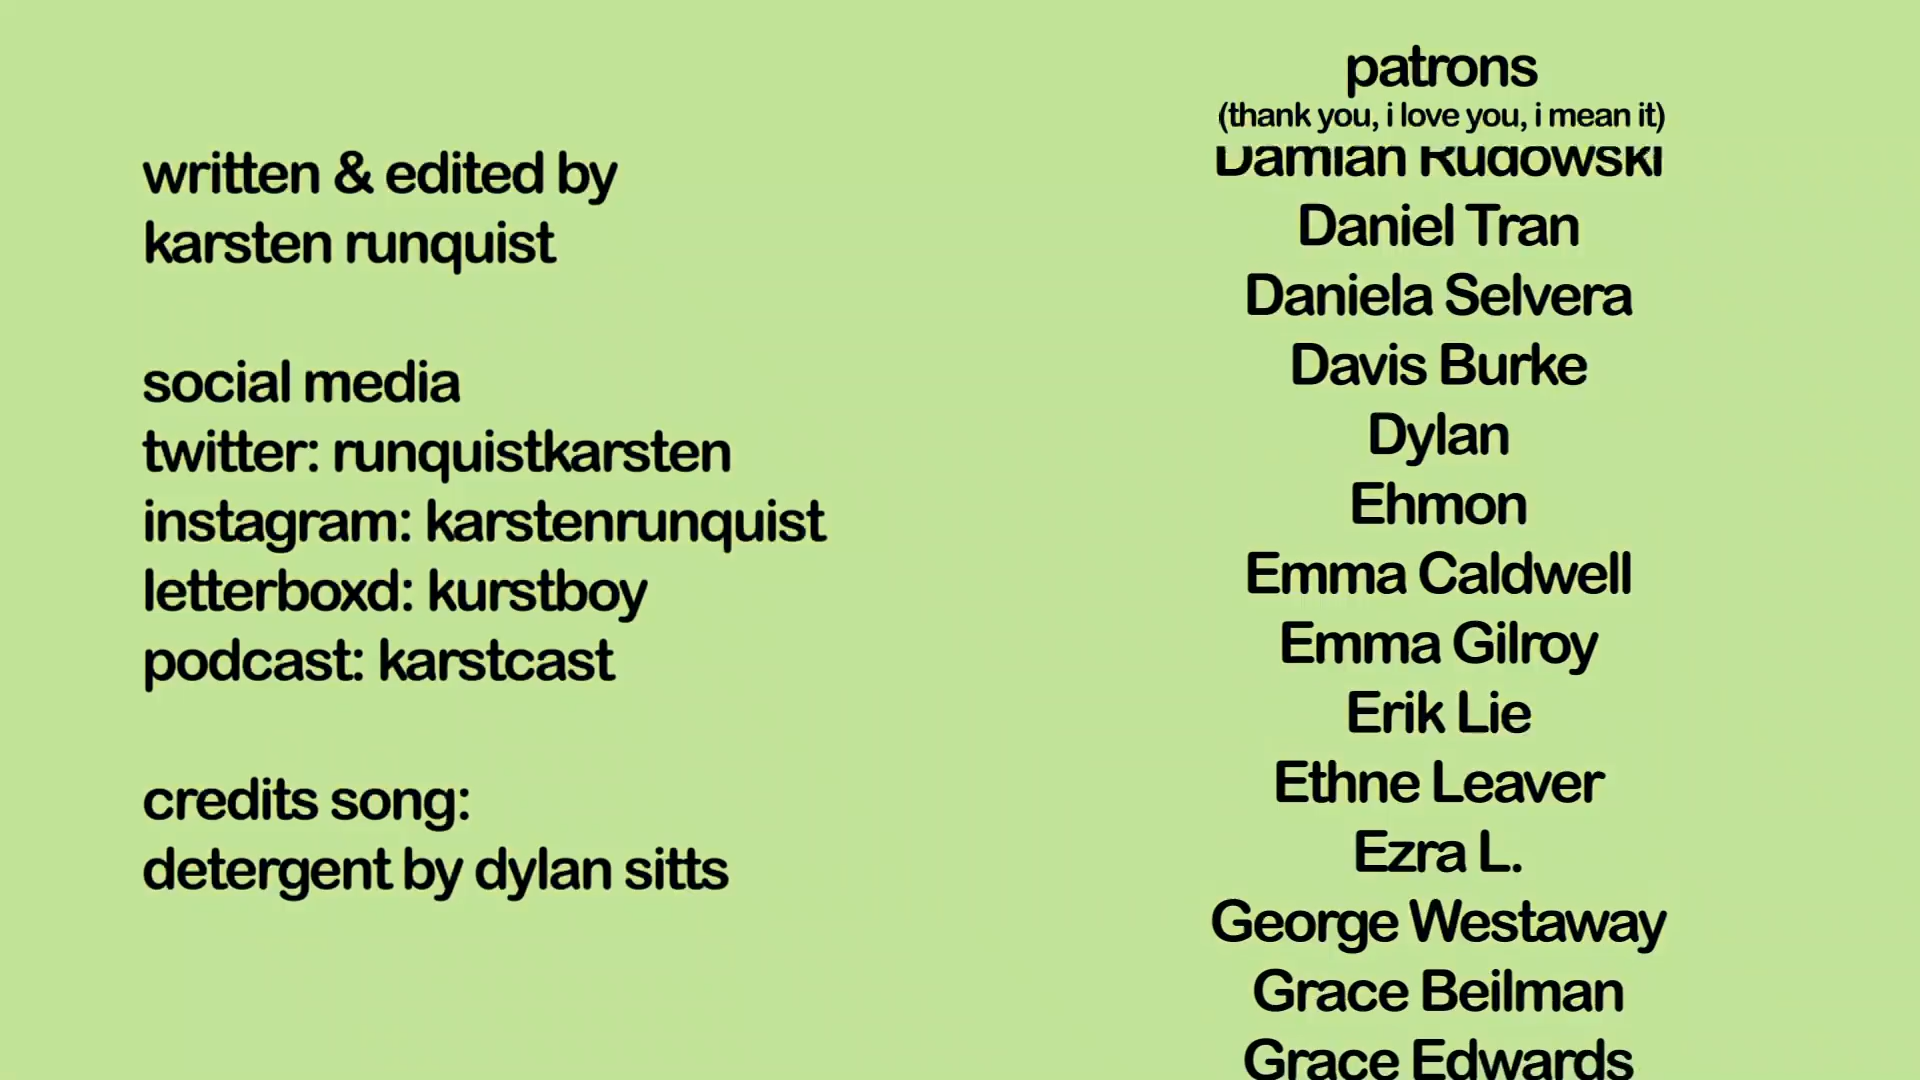 written & edited by
karsten runquist
social media
twitter: runquistkarsten
instagram: karstenrunquist
letterboxd: kurstboy
podcast: karstcast
credits song:
detergent by dylan sitts
patrons
(thank you, i love you, i mean it)
Damian Rudowski
Daniel Tran
Daniela Selvera
Davis Burke
Dylan
Ehmon
Emma Caldwell
Emma Gilroy
Erik Lie
Ethne Leaver
Ezra L.
George Westaway
Grace Beilman
Grace Edwards